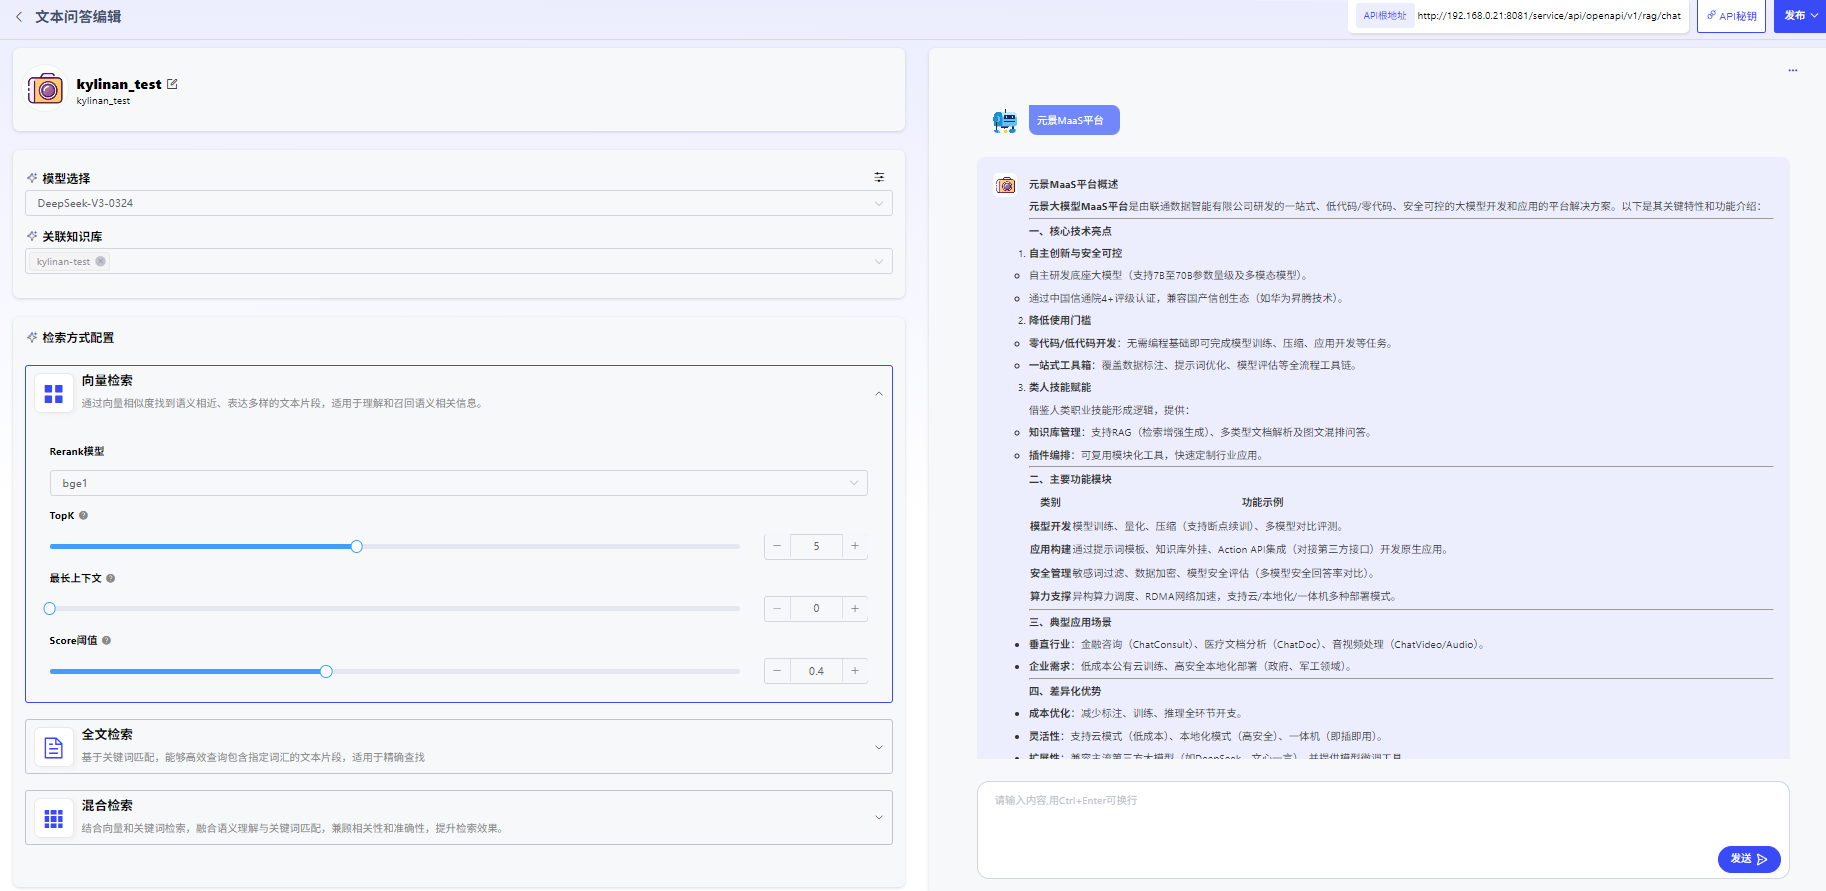 文本问答编辑
API根地址 http://192.168.0.21:8081/service/api/openapi/v1/rag/chat
API秘钥
发布
kylinan_test
kylinan_test
模型选择
DeepSeek-V3-0324
关联知识库
kylinan-test
检索方式配置
向量检索
通过向量相似度找到语义相近、表达多样的文本片段，适用于理解和召回语义相关信息。
Rerank模型
bge1
TopK
5
最长上下文
0
Score阈值
0.4
全文检索
基于关键词匹配，能够高效查询包含指定词汇的文本片段，适用于精确查找
混合检索
结合向量和关键词检索，融合语义理解与关键词匹配，兼顾相关性和准确性，提升检索效果。
元景MaaS平台
元景MaaS平台概述
元景大模型MaaS平台是由联通数据智能有限公司研发的一站式、低代码/零代码、安全可控的大模型开发和应用的平台解决方案。以下是其关键特性和功能介绍：
一、核心技术亮点
1. 自主创新与安全可控
自主研发底座大模型（支持7B至70B参数量级及多模态模型）。
通过中国信通院4+评级认证，兼容国产信创生态（如华为昇腾技术）。
2. 降低使用门槛
零代码/低代码开发：无需编程基础即可完成模型训练、压缩、应用开发等任务。
一站式工具箱：覆盖数据标注、提示词优化、模型评估等全流程工具链。
3. 类人技能赋能
借鉴人类职业技能形成逻辑，提供：
知识库管理：支持RAG（检索增强生成）、多类型文档解析及图文混排问答。
插件编排：可复用模块化工具，快速定制行业应用。
二、主要功能模块
类别 功能示例
模型开发 模型训练、量化、压缩（支持断点续训）、多模型对比评测。
应用构建 通过提示词模板、知识库外挂、Action API集成（对接第三方接口）开发原生应用。
安全管理 敏感词过滤、数据加密、模型安全评估（多模型安全回答率对比）。
算力支撑 异构算力调度、RDMA网络加速，支持云/本地化/一体机多种部署模式。
三、典型应用场景
垂直行业：金融咨询（ChatConsult）、医疗文档分析（ChatDoc）、音视频处理（ChatVideo/Audio）。
企业需求：低成本公有云训练、高安全本地化部署（政府、军工领域）。
四、差异化优势
成本优化：减少标注、训练、推理全环节开支。
灵活性：支持云模式（低成本）、本地化模式（高安全）、一体机（即插即用）。
扩展性：兼容主流第三方大模型（如DeepSeek、文心一言），并提供模型微调工具
请输入内容,用Ctrl+Enter可换行
发送